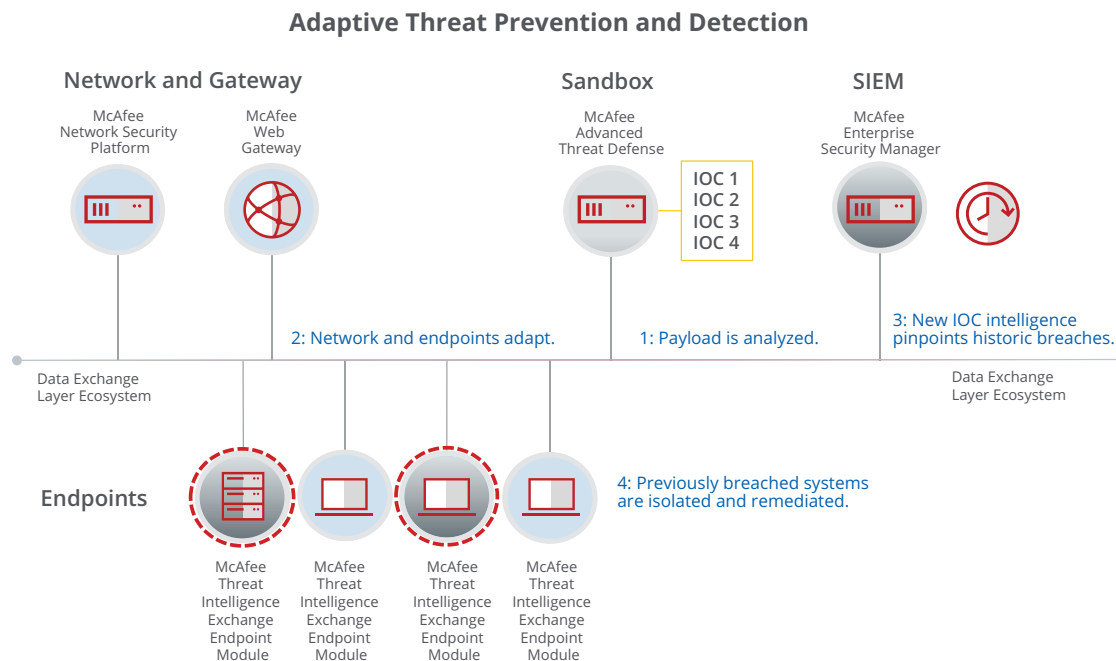 Adaptive Threat Prevention and Detection
Network and Gateway
McAfee
Network Security
Platform
McAfee
Web
Gateway
Sandbox
McAfee
Advanced
Threat Defense
IOC 1
IOC 2
IOC 3
IOC 4
SIEM
McAfee
Enterprise
Security Manager
2: Network and endpoints adapt.
1: Payload is analyzed.
3: New IOC intelligence
pinpoints historic breaches.
Data Exchange
Layer Ecosystem
Data Exchange
Layer Ecosystem
Endpoints
4: Previously breached systems
are isolated and remediated.
McAfee
Threat
Intelligence
Exchange
Endpoint
Module
McAfee
Threat
Intelligence
Exchange
Endpoint
Module
McAfee
Threat
Intelligence
Exchange
Endpoint
Module
McAfee
Threat
Intelligence
Exchange
Endpoint
Module